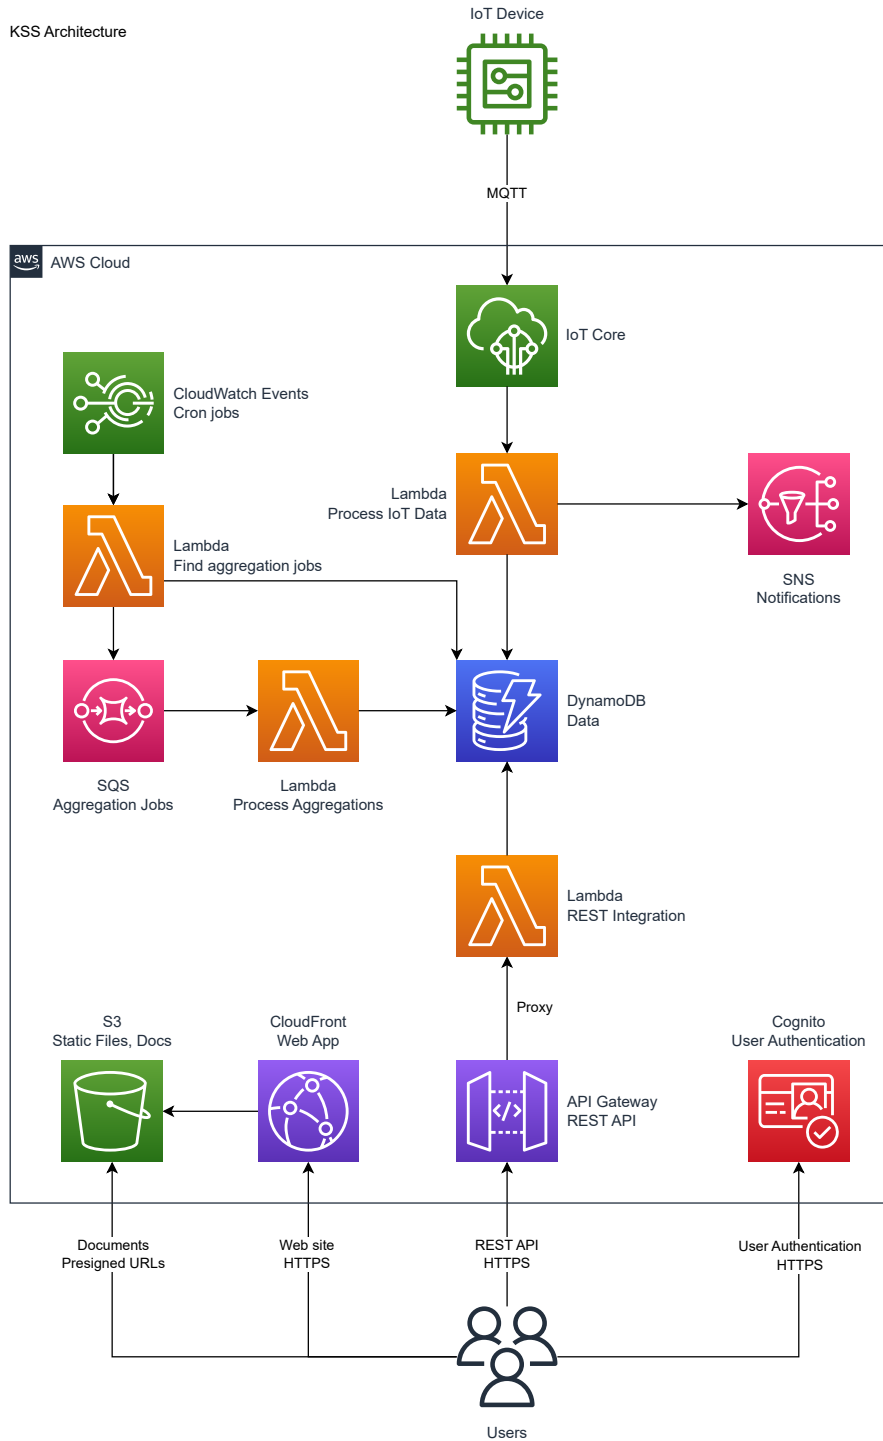 IoT Device
KSS Architecture
MQTT
aws
AWS Cloud
IoT Core
CloudWatch Events
Cron jobs
Lambda
Process IoT Data
Lambda
Find aggregation jobs
SNS
Notifications
DynamoDB
Data
SQS
Aggregation Jobs
Lambda
Process Aggregations
Lambda
REST Integration
Proxy
S3
Static Files, Docs
CloudFront
Web App
Cognito
User Authentication
API Gateway
REST API
</>
Documents
Presigned URLs
Web site
HTTPS
REST API
HTTPS
User Authentication
HTTPS
Users